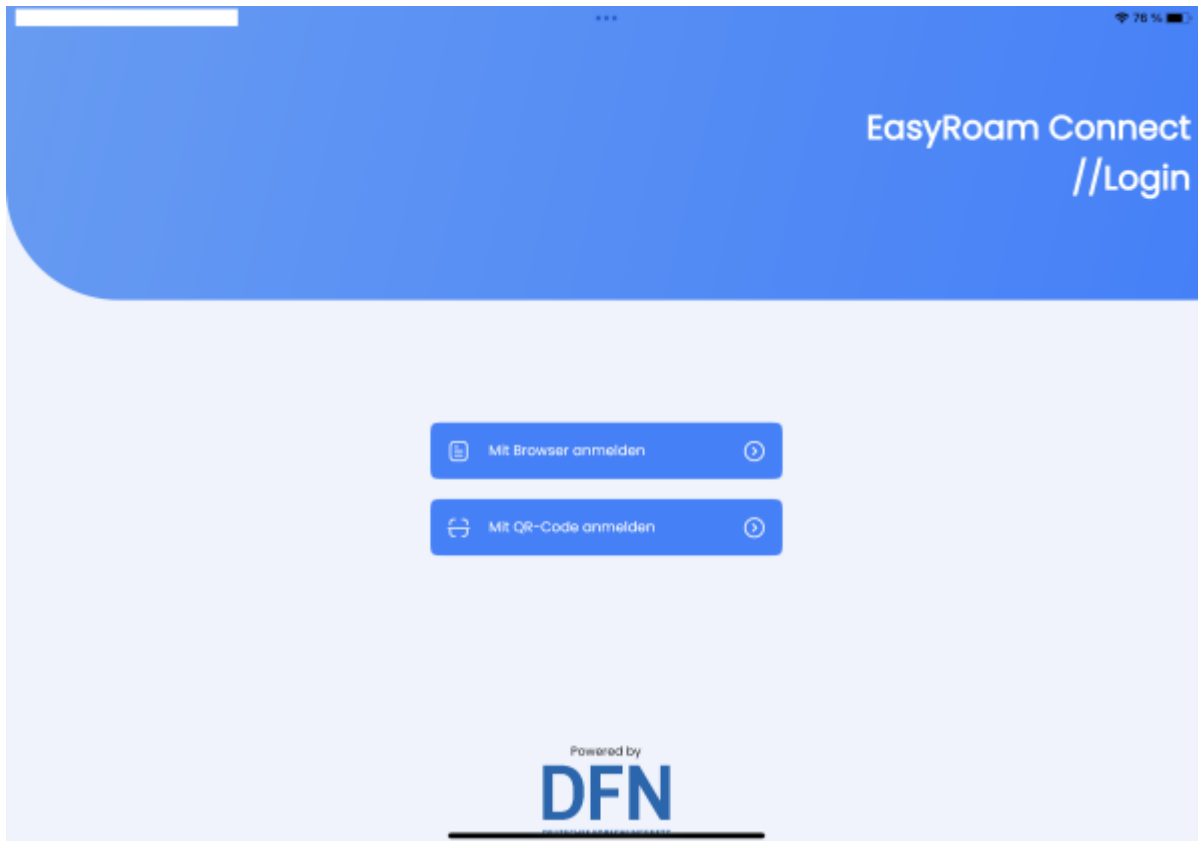 76 %
EasyRoam Connect
//Login
Mit Browser anmelden
Mit QR-Code anmelden
Powered by
DFN